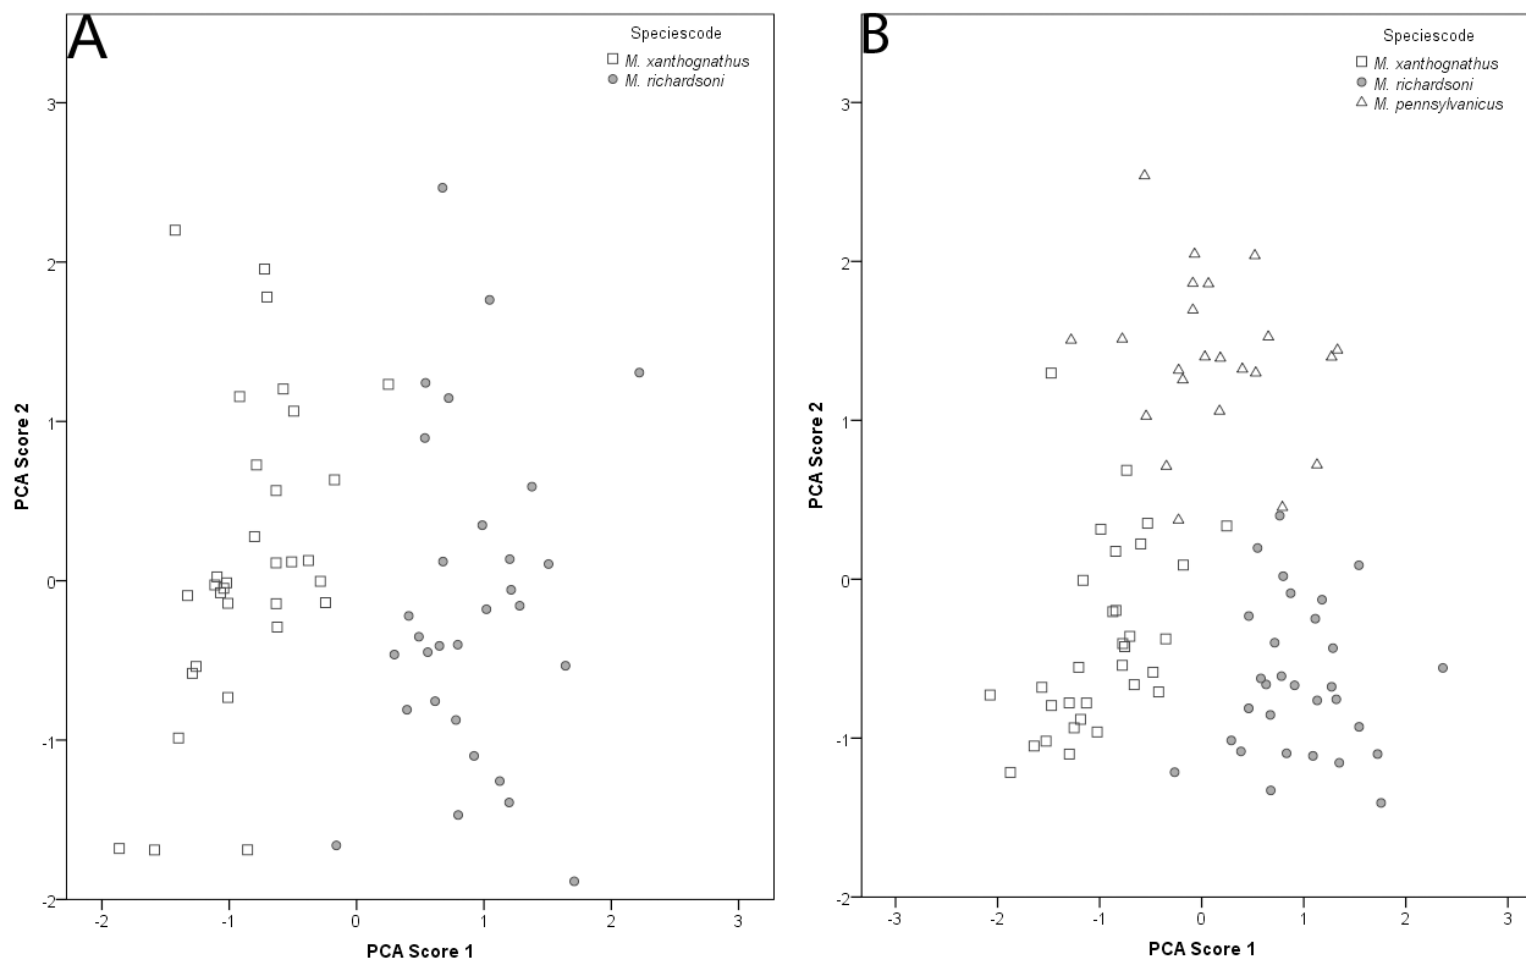 A
Speciescode
M. xanthognathus
M. richardsoni
PCA Score 2
3
2
1
0
-1
-2
-2
-1
0
1
2
3
PCA Score 1
B
Speciescode
M. xanthognathus
M. richardsoni
M. pennsylvanicus
PCA Score 2
3
2
1
0
-1
-2
-3
-2
-1
0
1
2
3
PCA Score 1